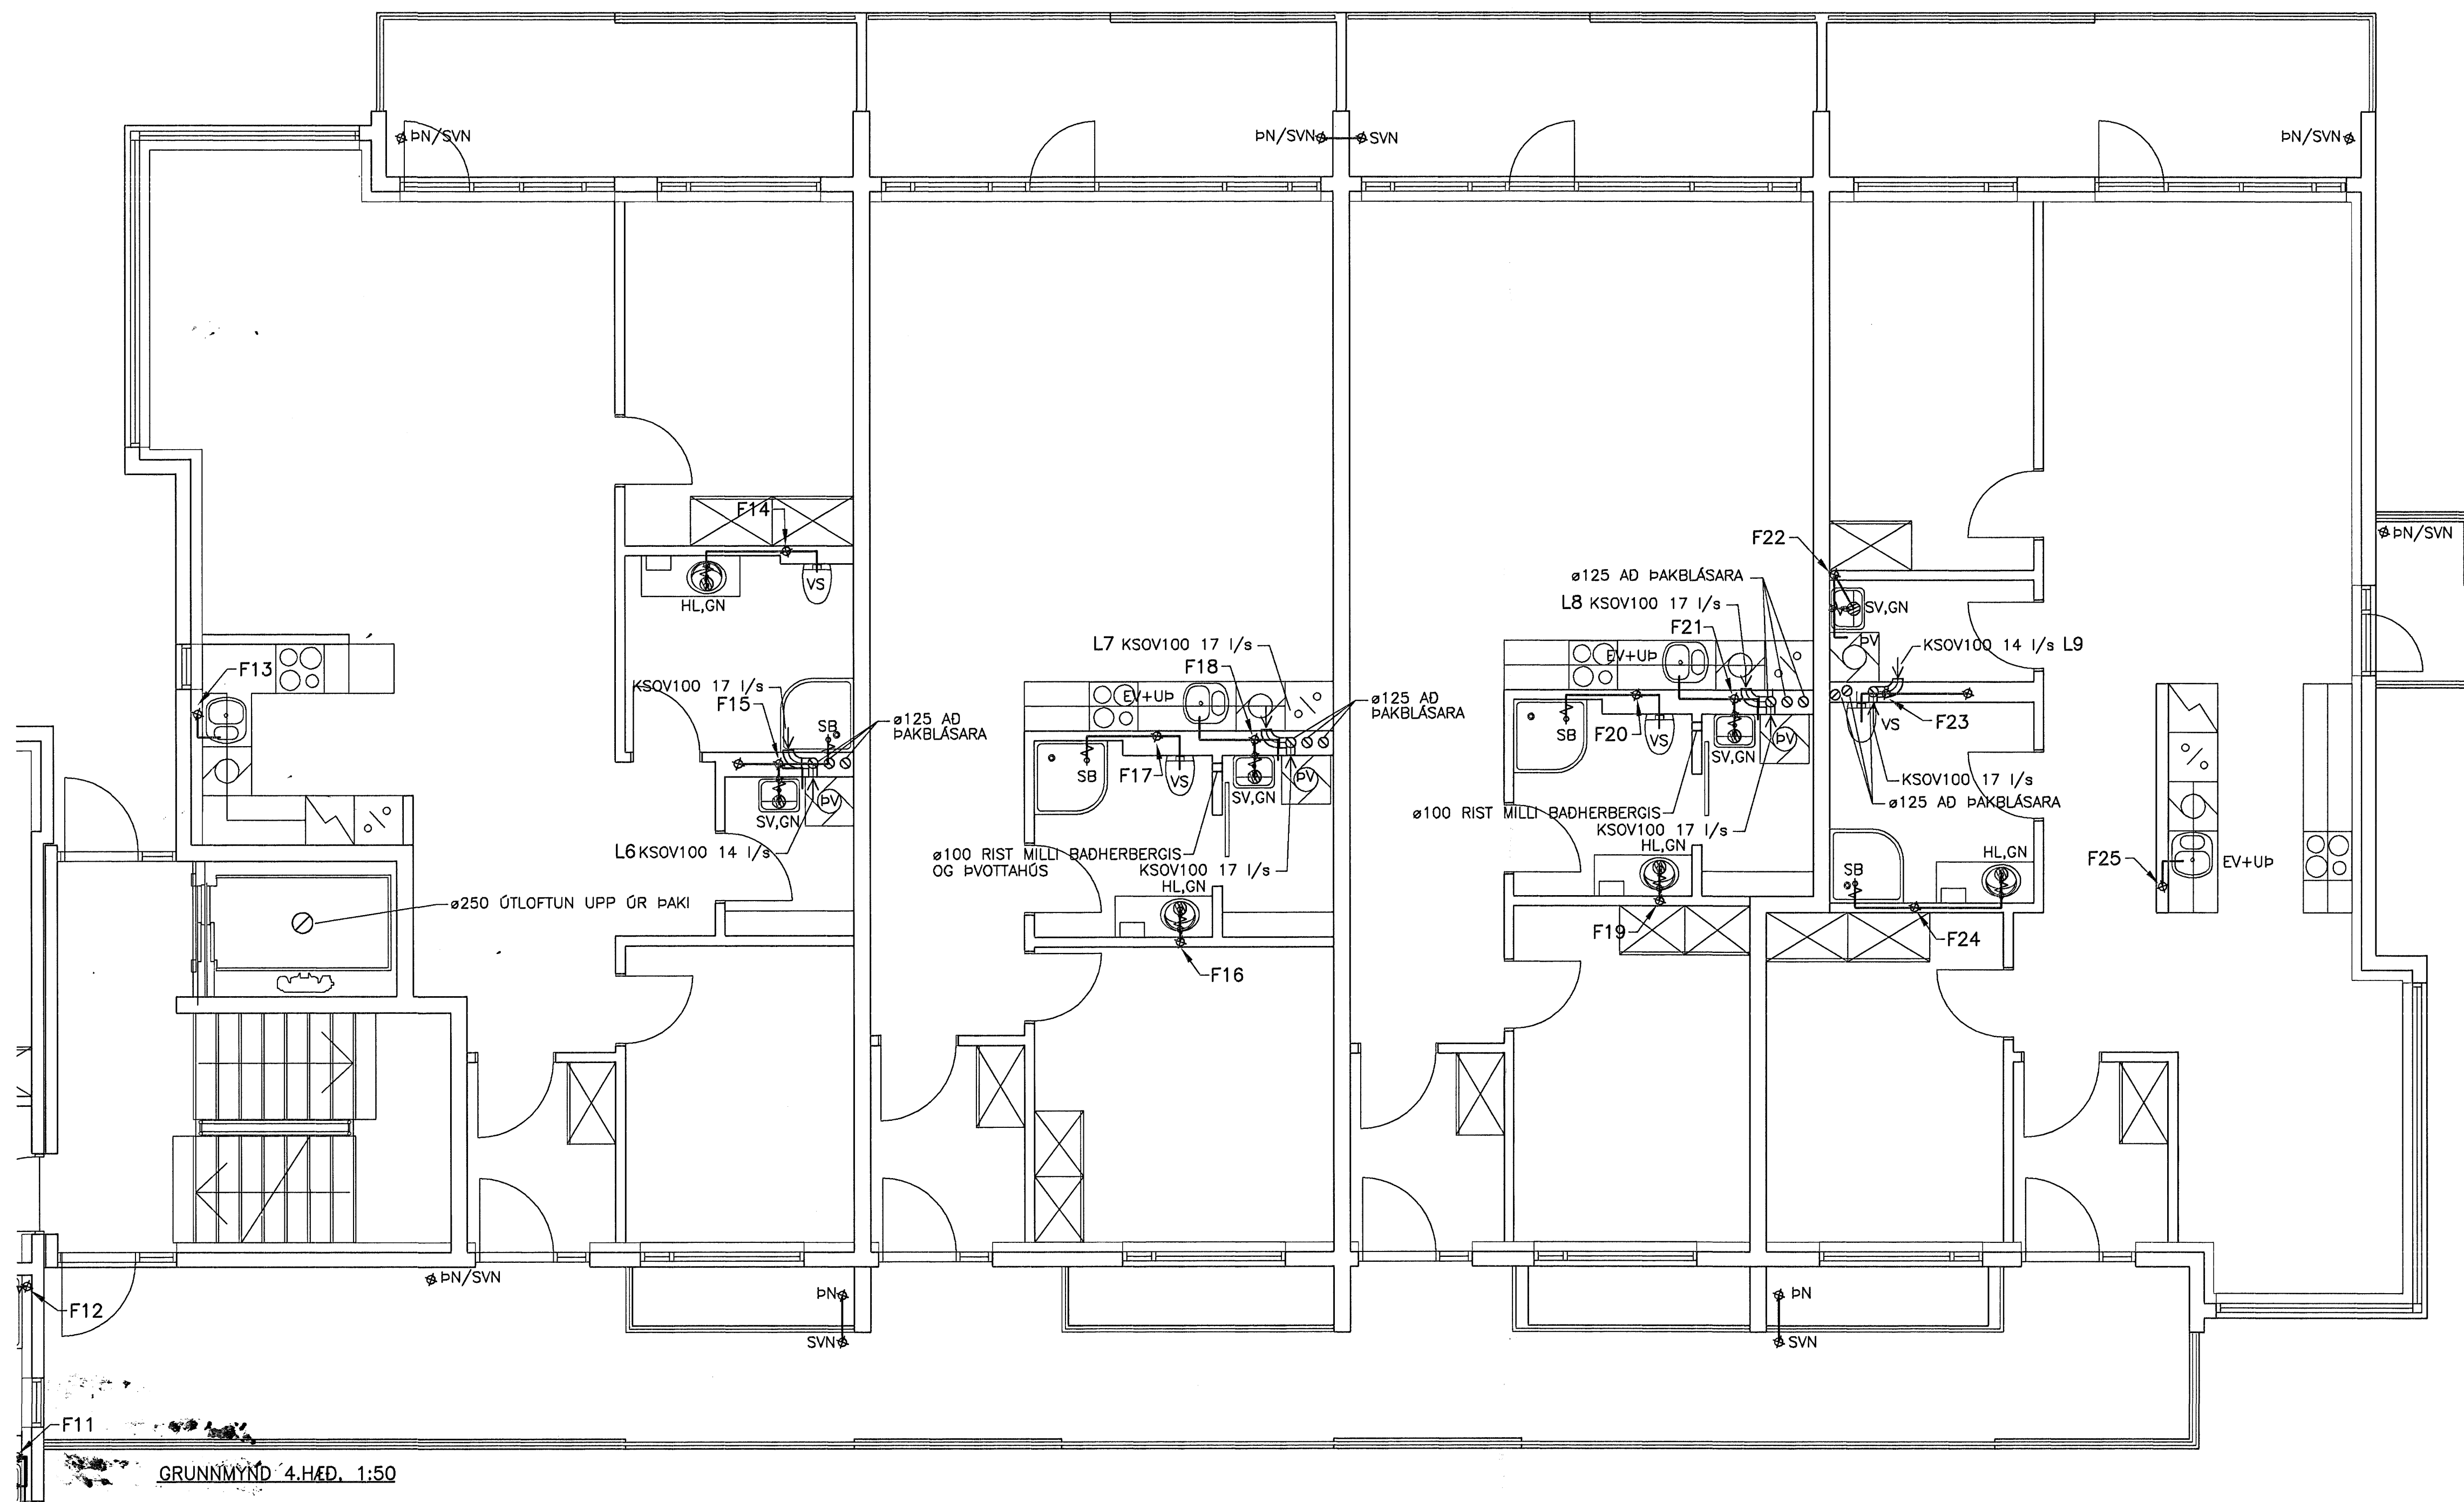 ÞN/SVN
ÞN/SVN
SVN
ÞN/SVN
F14
VS
HL,GN
F22
SV,GN
ÞV
ÞN/SVN
ø125 AÐ ÞAKBLÁSARA
L8 KSOV100 17 l/s
F21
EV+UÞ
KSOV100 14 l/s L9
F13
L7 KSOV100 17 l/s
F18
EV+UÞ
ø125 AÐ
ÞAKBLÁSARA
KSOV100 17 l/s
F15
SB
ø125 AÐ
ÞAKBLÁSARA
SB
F17
VS
SV,GN
ÞV
SB
F20
VS
SV,GN
ÞV
VS
F23
KSOV100 17 l/s
ø125 AÐ ÞAKBLÁSARA
SV,GN
ÞV
L6 KSOV100 14 l/s
ø100 RIST MILLI BAÐHERBERGIS
OG ÞVOTTAHÚS
KSOV100 17 l/s
HL,GN
ø100 RIST MILLI BAÐHERBERGIS
KSOV100 17 l/s
HL,GN
SB
HL,GN
F25
EV+UÞ
ø250 ÚTLOFTUN UPP ÚR ÞAKI
F16
F19
F24
ÞN/SVN
F12
ÞN
SVN
ÞN
SVN
F11
GRUNNMYND 4.HÆÐ. 1:50